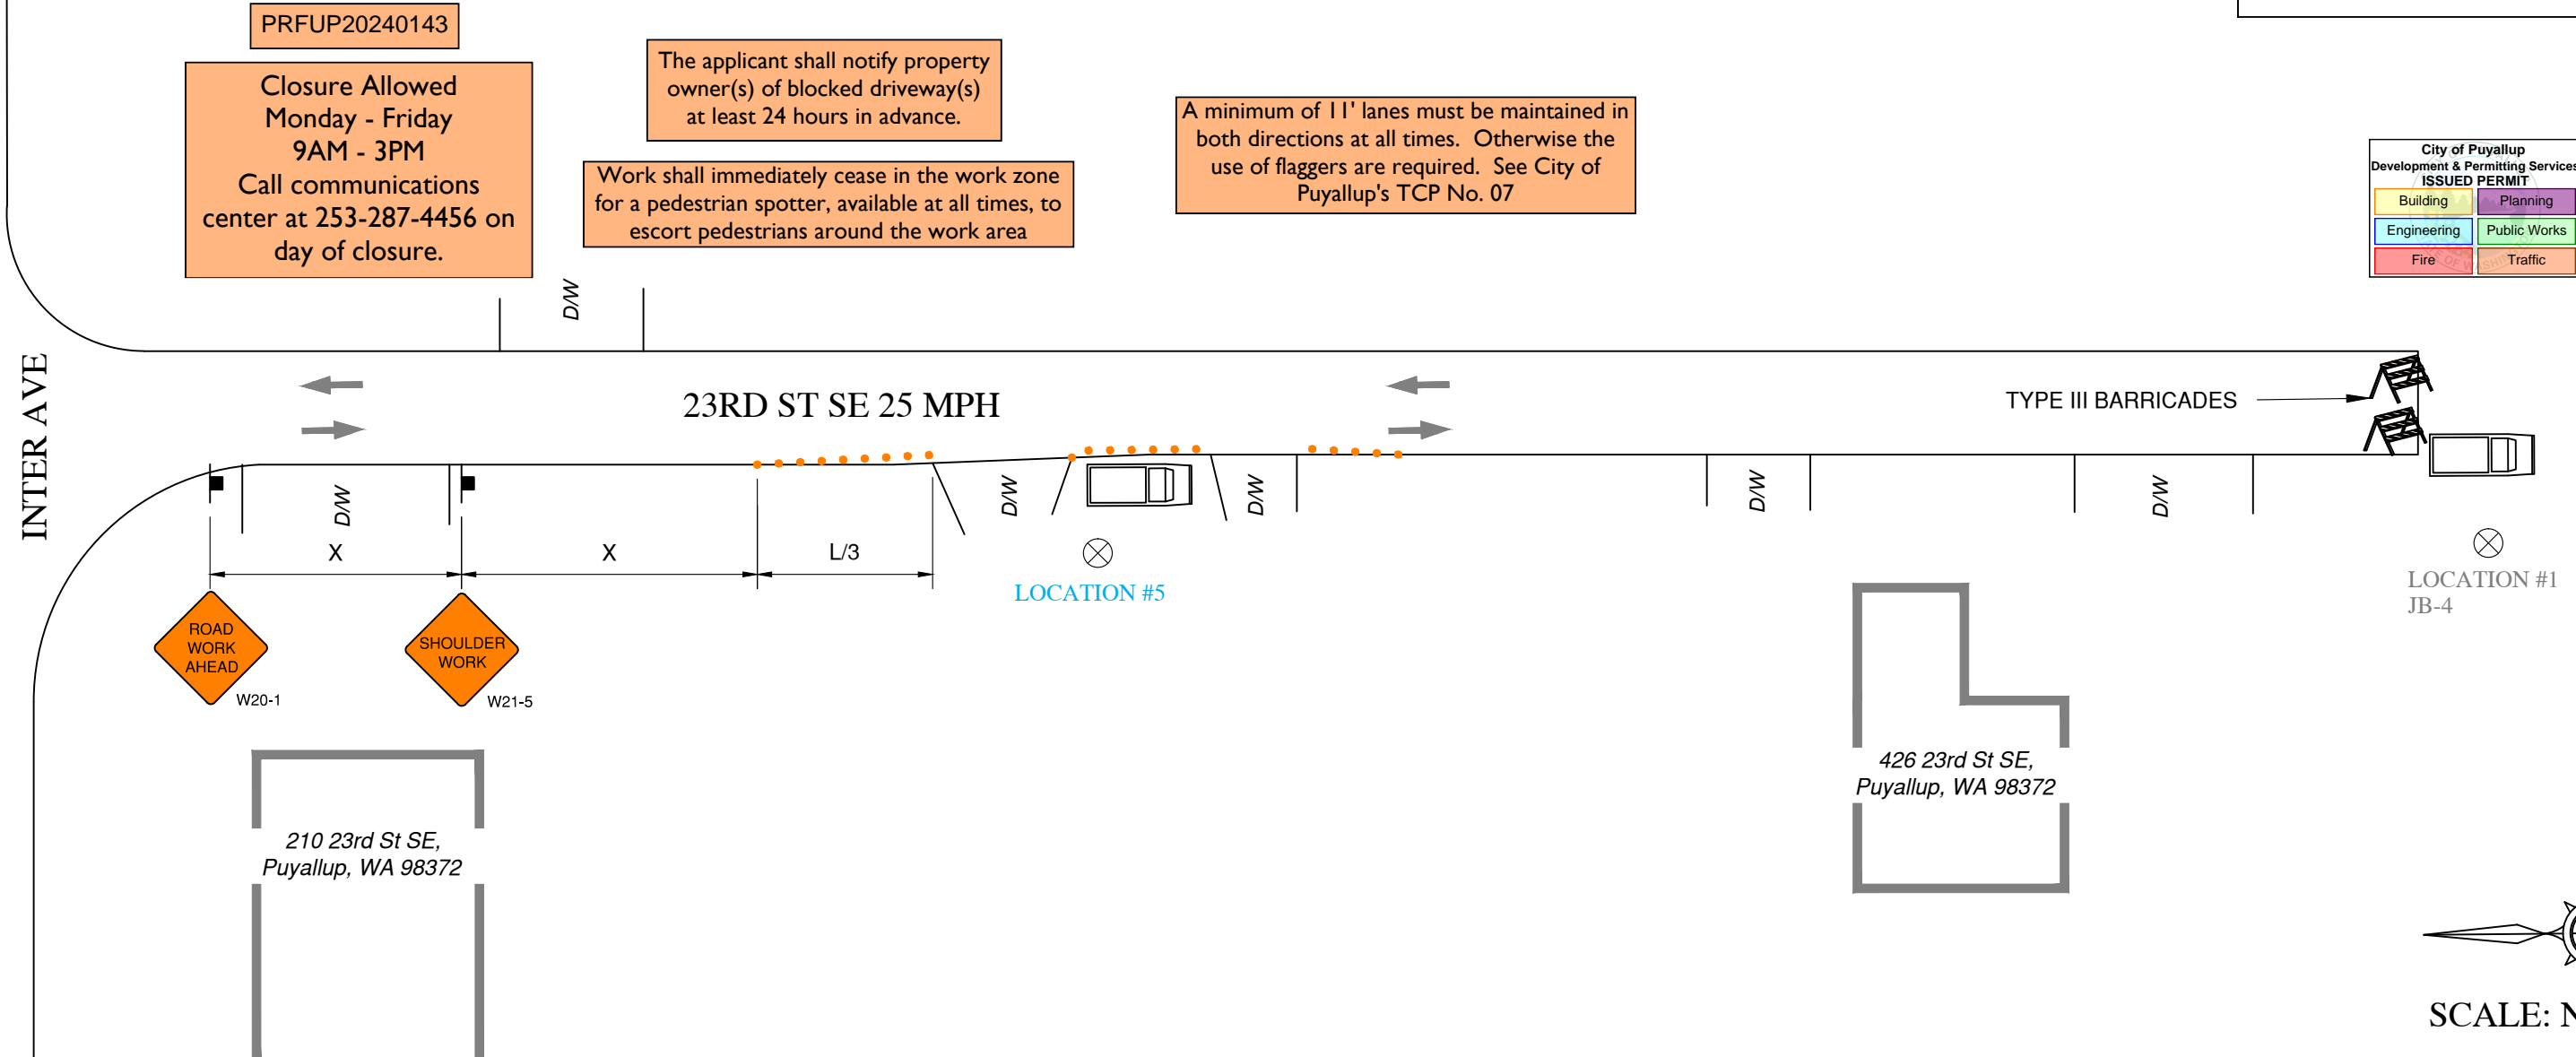 PRFUP20240143
Closure Allowed
Monday - Friday
9AM - 3PM
Call communications
center at 253-287-4456 on
day of closure.
The applicant shall notify property
owner(s) of blocked driveway(s)
at least 24 hours in advance.
Work shall immediately cease in the work zone
for a pedestrian spotter, available at all times, to
escort pedestrians around the work area
A minimum of 11' lanes must be maintained in
both directions at all times.  Otherwise the
use of flaggers are required.  See City of
Puyallup's TCP No. 07
City of Puyallup
Development & Permitting Services
ISSUED PERMIT
Building
Planning
Engineering
Public Works
Fire
Traffic
D/W
INTER AVE
23RD ST SE 25 MPH
TYPE III BARRICADES
D/W
D/W
D/W
D/W
D/W
X
X
L/3
LOCATION #5
LOCATION #1
JB-4
ROAD
WORK
AHEAD
W20-1
SHOULDER
WORK
W21-5
426 23rd St SE,
Puyallup, WA 98372
210 23rd St SE,
Puyallup, WA 98372
SCALE: N